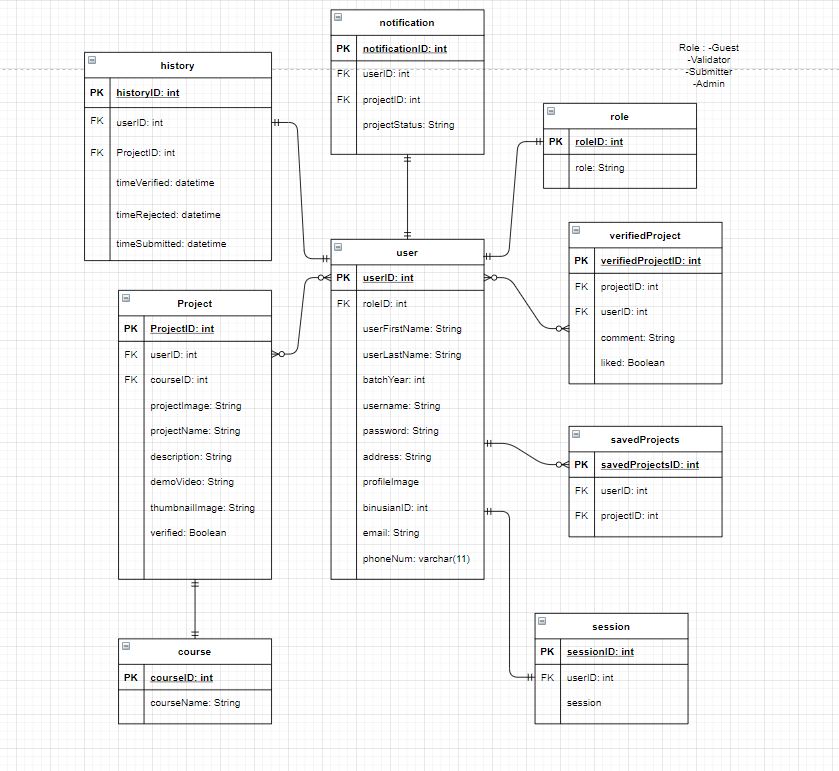 notification
PK notificationID: int
FK userID: int
FK projectID: int
projectStatus: String
Role : -Guest
-Validator
-Submitter
-Admin
history
PK historyID: int
FK userID: int
FK ProjectID: int
timeVerified: datetime
timeRejected: datetime
timeSubmitted: datetime
role
PK roleID: int
role: String
verifiedProject
PK verifiedProjectID: int
FK projectID: int
FK userID: int
comment: String
liked: Boolean
user
PK userID: int
FK roleID: int
userFirstName: String
userLastName: String
batchYear: int
username: String
password: String
address: String
profileImage
binusianID: int
email: String
phoneNum: varchar(11)
Project
PK ProjectID: int
FK userID: int
FK courseID: int
projectImage: String
projectName: String
description: String
demoVideo: String
thumbnailImage: String
verified: Boolean
savedProjects
PK savedProjectsID: int
FK userID: int
FK projectID: int
session
PK sessionID: int
FK userID: int
session
course
PK courseID: int
courseName: String